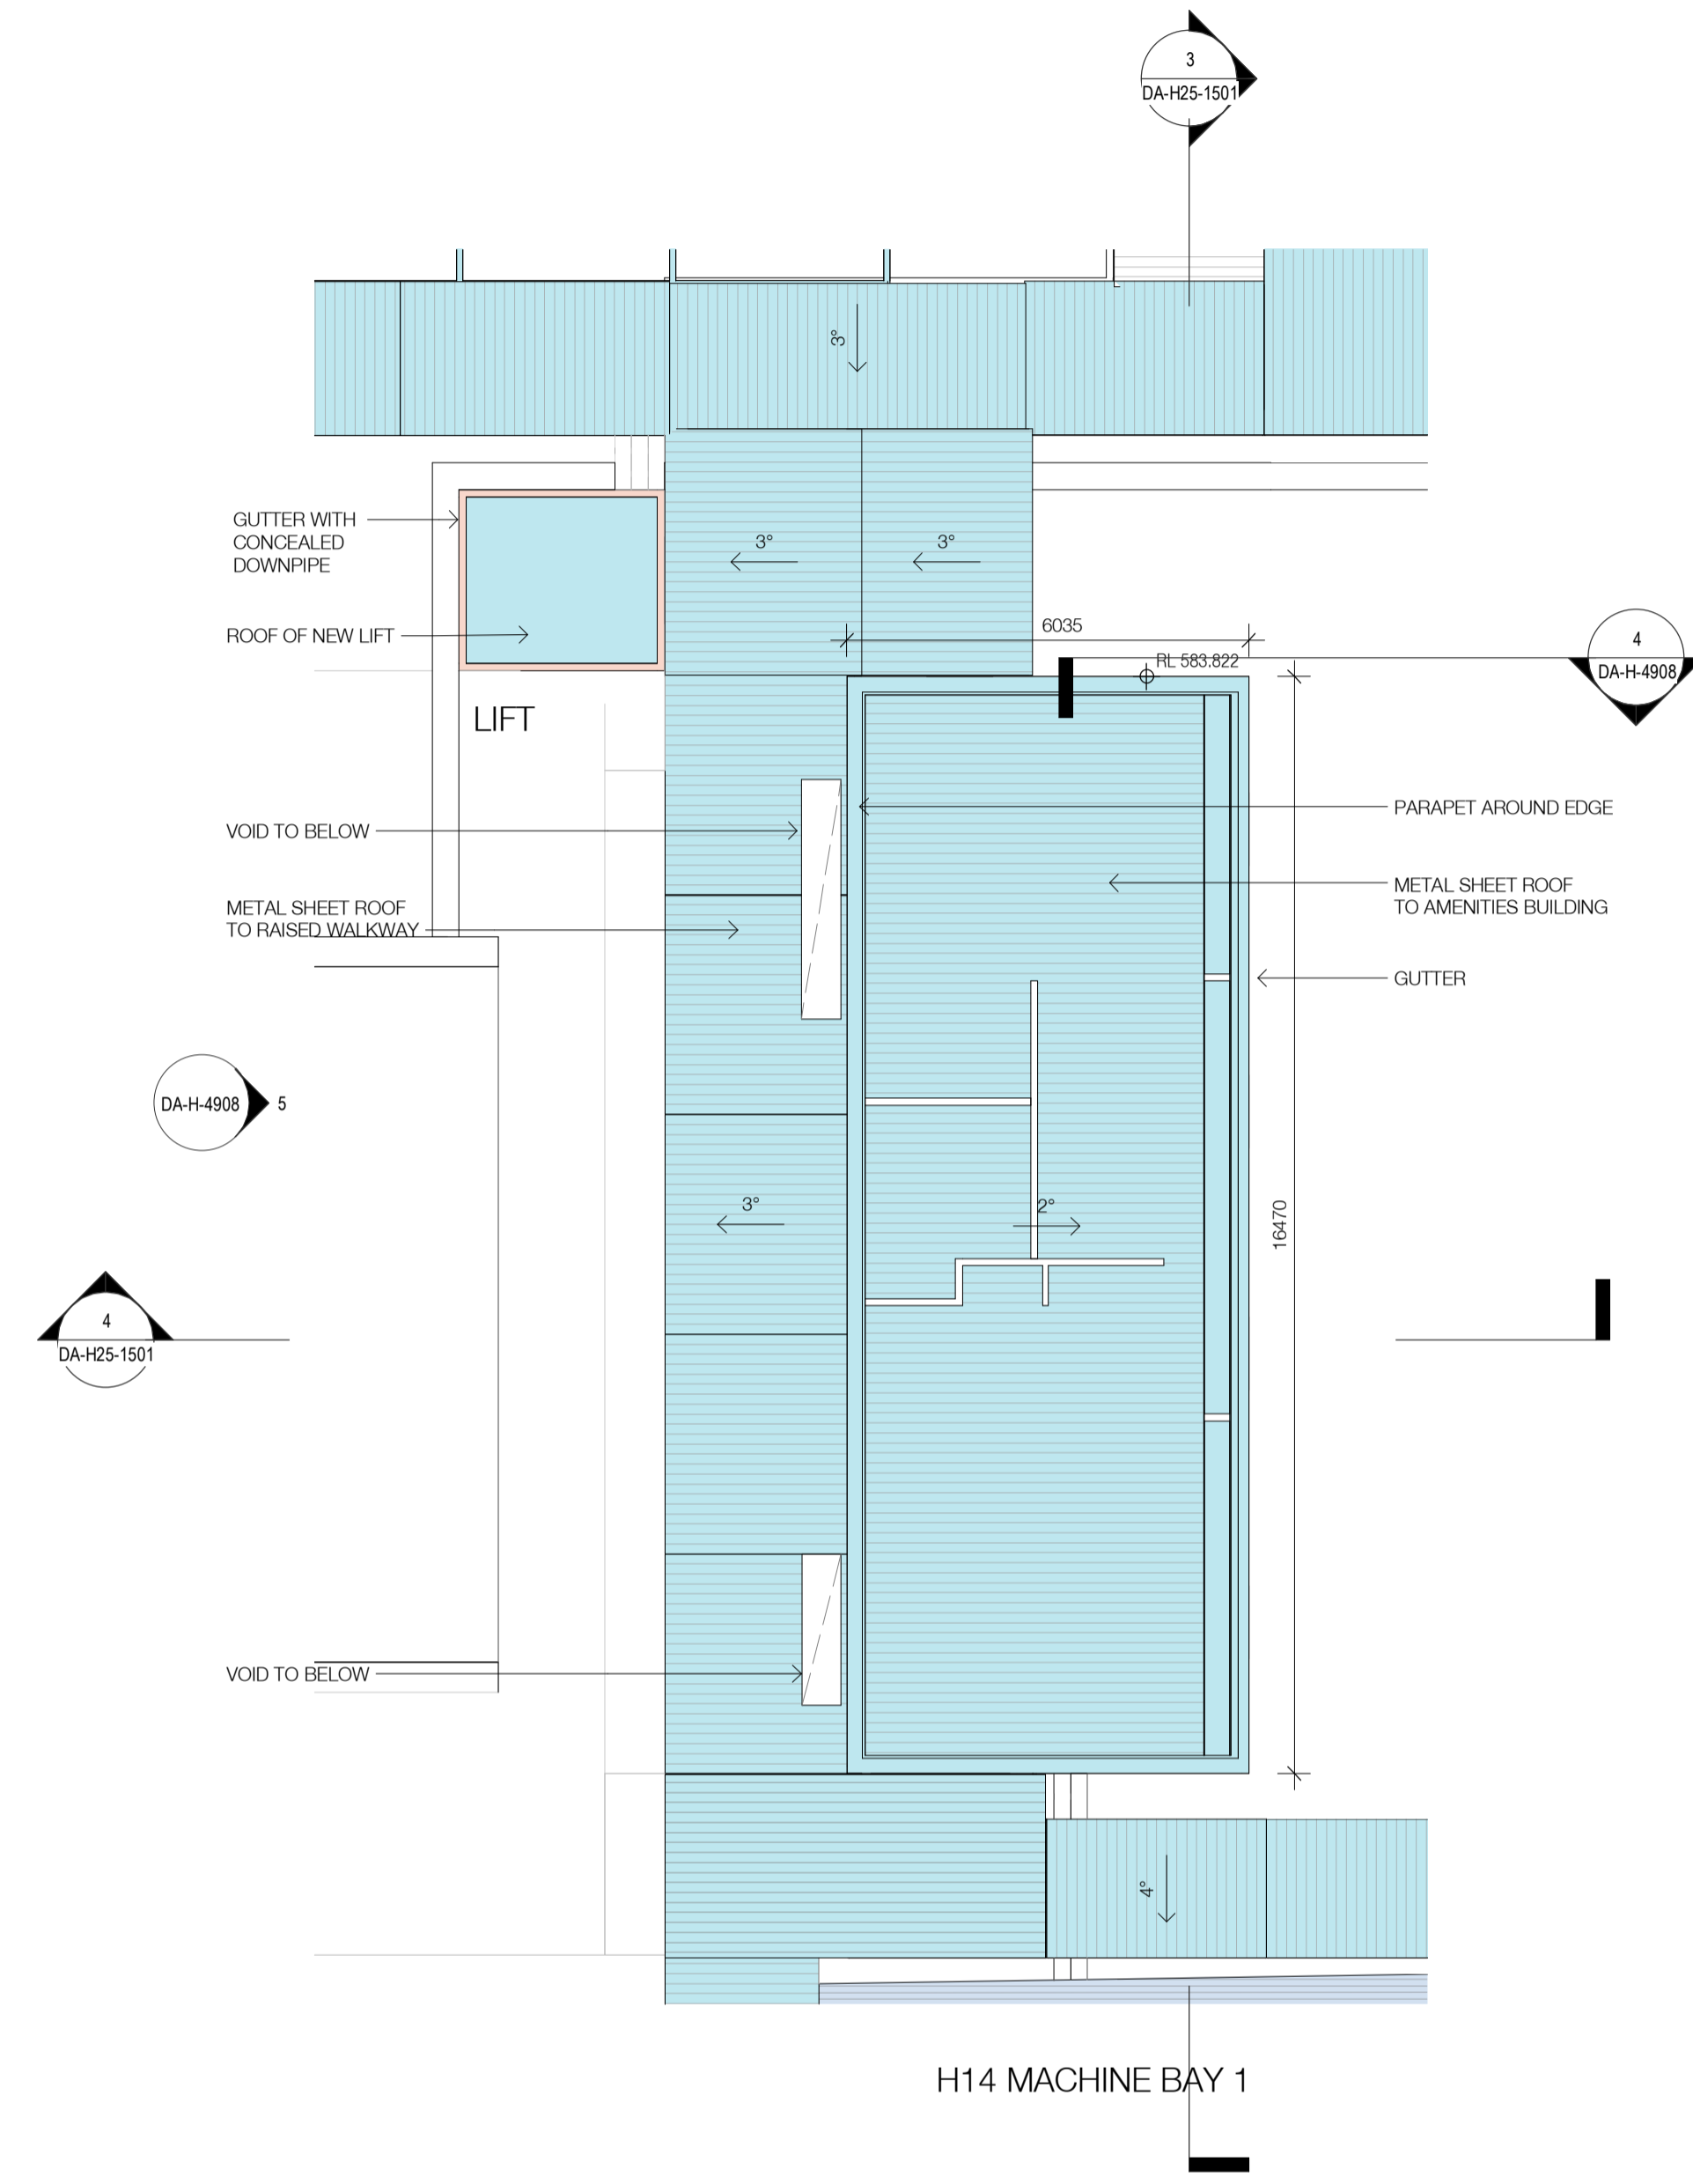 3
DA-H25-1501
3°
GUTTER WITH
CONCEALED
DOWNPIPE
3°
3°
ROOF OF NEW LIFT
6035
4
DA-H-4908
RL 583.822
LIFT
VOID TO BELOW
PARAPET AROUND EDGE
METAL SHEET ROOF
TO AMENITIES BUILDING
METAL SHEET ROOF
TO RAISED WALKWAY
GUTTER
DA-H-4908
5
3°
2°
16470
4
DA-H25-1501
VOID TO BELOW
4°
H14 MACHINE BAY 1